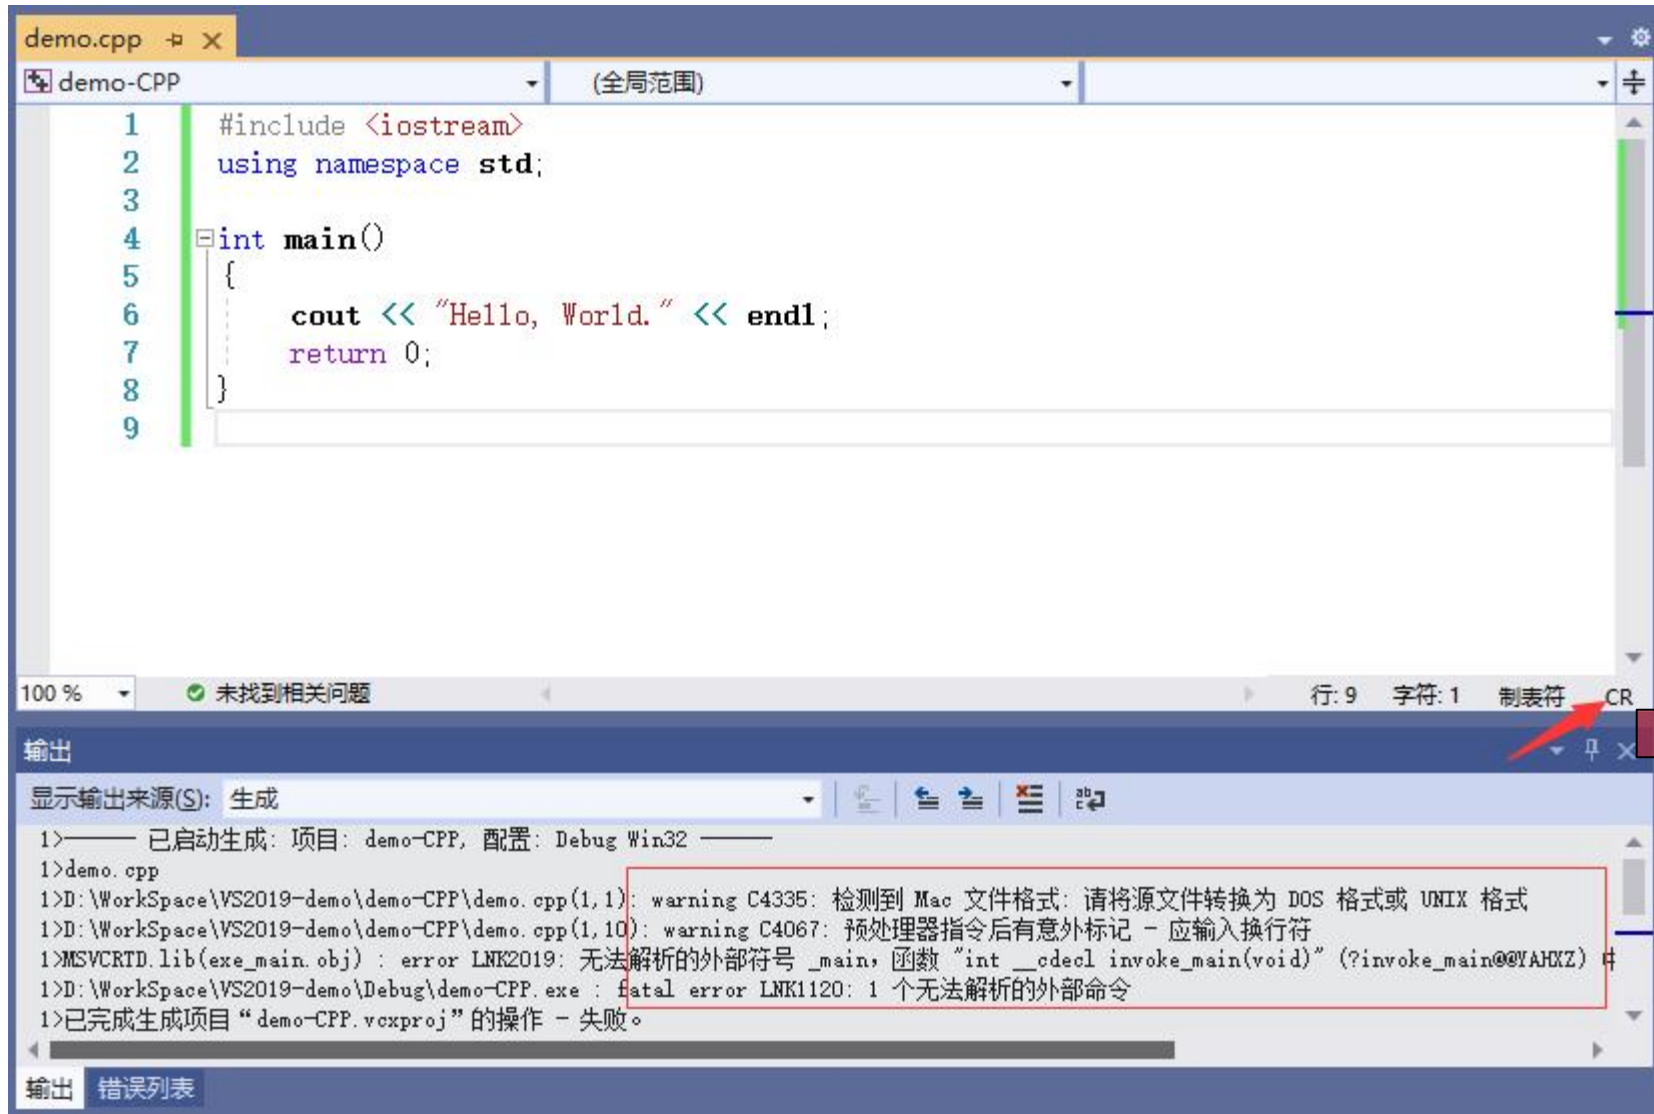 demo.cpp
demo-CPP (全局范围)
1 #include <iostream>
2 using namespace std;
3
4 int main()
5 {
6 cout << "Hello, World." << endl;
7 return 0;
8 }
9
100 % 未找到相关问题 行: 9 字符: 1 制表符 CR
输出
显示输出来源(S): 生成
1>------ 已启动生成: 项目: demo-CPP, 配置: Debug Win32 ------
1>demo.cpp
1>D:\WorkSpace\VS2019-demo\demo-CPP\demo.cpp(1,1): warning C4335: 检测到 Mac 文件格式: 请将源文件转换为 DOS 格式或 UNIX 格式
1>D:\WorkSpace\VS2019-demo\demo-CPP\demo.cpp(1,10): warning C4067: 预处理器指令后有意外标记 - 应输入换行符
1>MSVCRTD.lib(exe_main.obj) : error LNK2019: 无法解析的外部符号 _main，函数 "int __cdecl invoke_main(void)" (?invoke_main@@YAHXZ)
1>D:\WorkSpace\VS2019-demo\Debug\demo-CPP.exe : fatal error LNK1120: 1 个无法解析的外部命令
1>已完成生成项目“demo-CPP.vcxproj”的操作 - 失败。
输出 错误列表